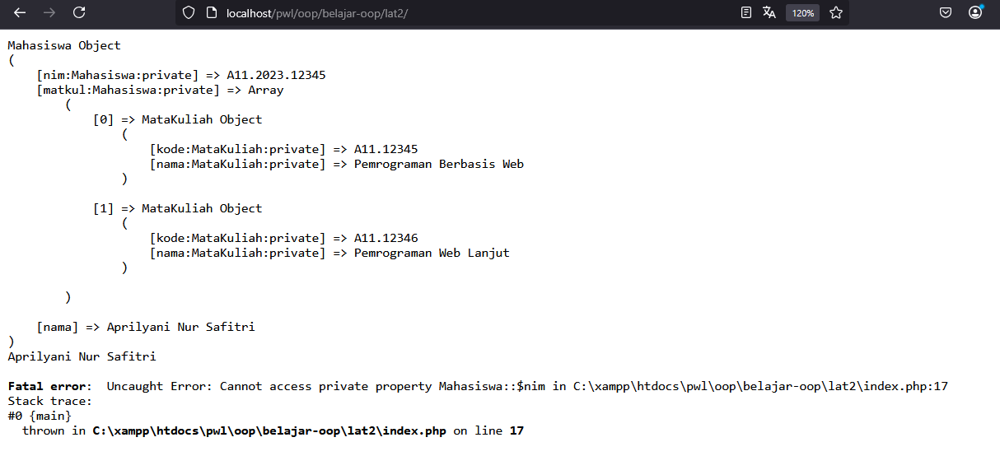 localhost/pwl/oop/belajar-oop/lat2/
120%
Mahasiswa Object
(
    [nim:Mahasiswa:private] => A11.2023.12345
    [matkul:Mahasiswa:private] => Array
        (
            [0] => MataKuliah Object
                (
                    [kode:MataKuliah:private] => A11.12345
                    [nama:MataKuliah:private] => Pemrograman Berbasis Web
                )
            [1] => MataKuliah Object
                (
                    [kode:MataKuliah:private] => A11.12346
                    [nama:MataKuliah:private] => Pemrograman Web Lanjut
                )
        )
    [nama] => Aprilyani Nur Safitri
)
Aprilyani Nur Safitri
Fatal error:  Uncaught Error: Cannot access private property Mahasiswa::$nim in C:\xampp\htdocs\pwl\oop\belajar-oop\lat2\index.php:17
Stack trace:
#0 {main}
  thrown in C:\xampp\htdocs\pwl\oop\belajar-oop\lat2\index.php on line 17